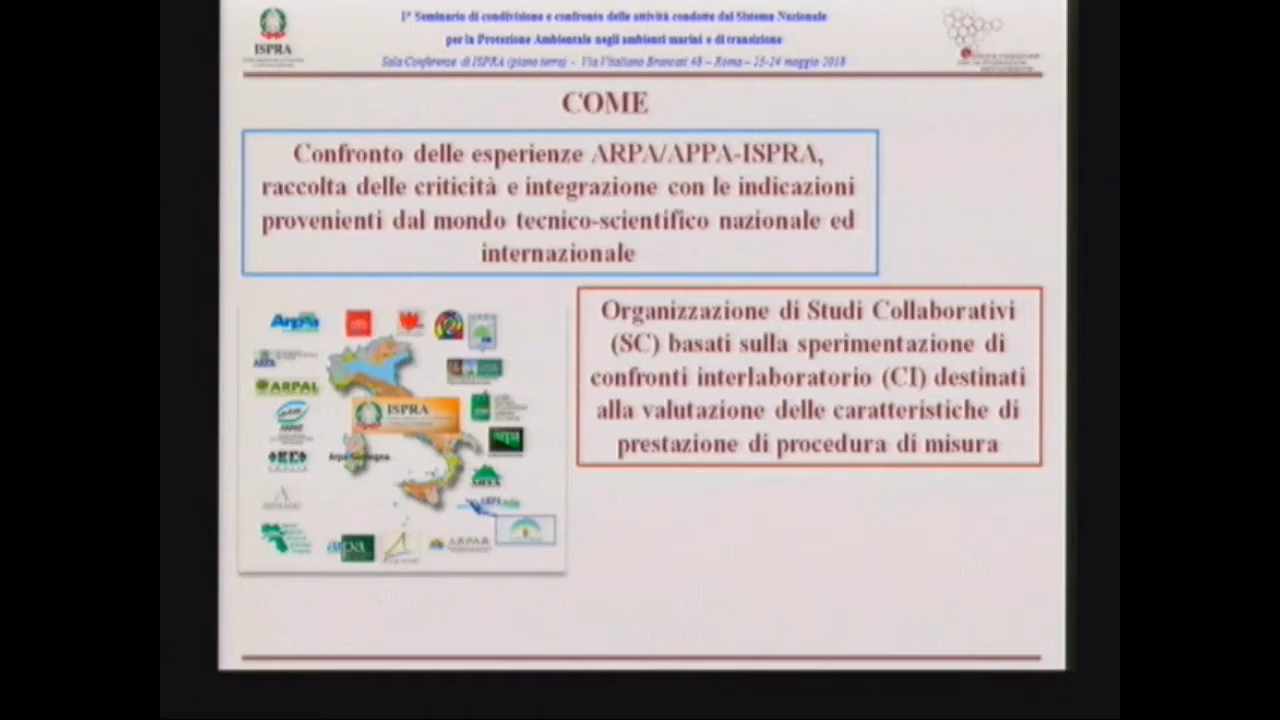 1° Seminario di condivisione e confronto delle attività condotte dal Sistema Nazionale
per la Protezione Ambientale negli ambienti marini e di transizione
Sala Conferenze di ISPRA (piano terra) - Via Vitaliano Brancati 48 – Roma – 23-24 maggio 2018
ISPRA
COME
Confronto delle esperienze ARPA/APPA-ISPRA,
raccolta delle criticità e integrazione con le indicazioni
provenienti dal mondo tecnico-scientifico nazionale ed
internazionale
Organizzazione di Studi Collaborativi
(SC) basati sulla sperimentazione di
confronti interlaboratorio (CI) destinati
alla valutazione delle caratteristiche di
prestazione di procedura di misura
ARPA
ARPAL
ISPRA
arpa
Arpa Sardegna
ARPA